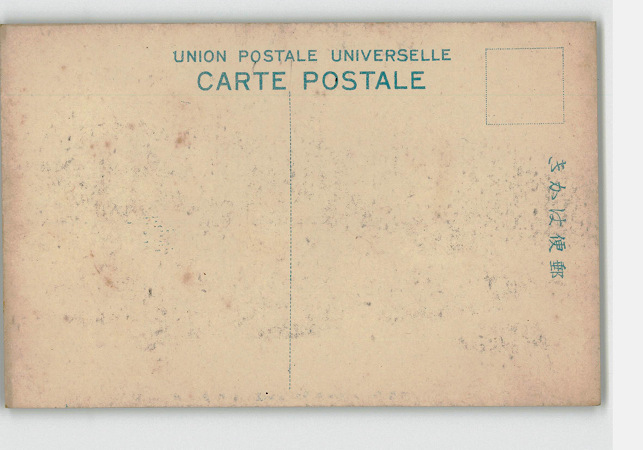 UNION POSTALE UNIVERSELLE
CARTE POSTALE
きかは便郵